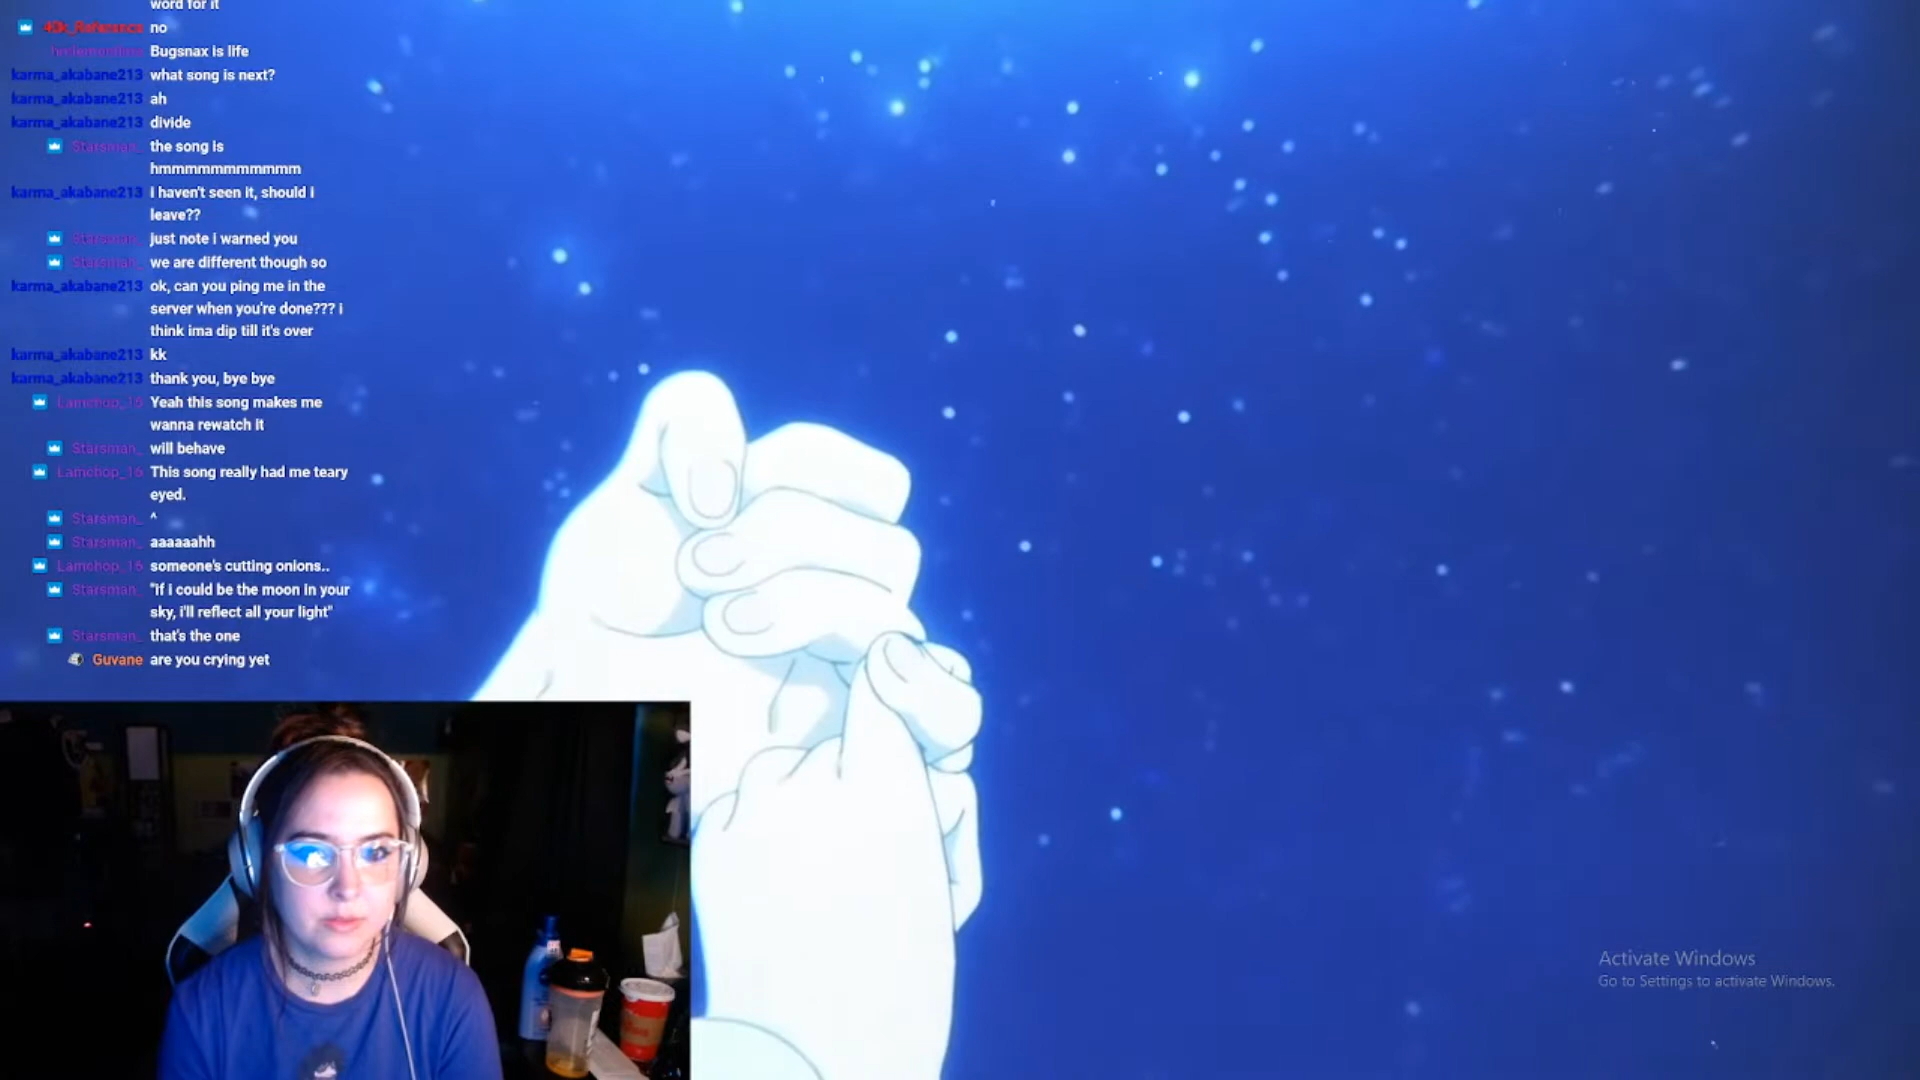 word for it
no
Bugsnax is life
karma_akabane213 what song is next?
karma_akabane213 ah
karma_akabane213 divide
Starsman_ the song is
hmmmmmmmmmmm
karma_akabane213 i haven't seen it, should i
leave??
Starsman_ just note i warned you
Starsman_ we are different though so
karma_akabane213 ok, can you ping me in the
server when you're done??? i
think ima dip till it's over
karma_akabane213 kk
karma_akabane213 thank you, bye bye
Lamchop_16 Yeah this song makes me
wanna rewatch it
Starsman_ will behave
Lamchop_16 This song really had me teary
eyed.
Starsman_ ^
Starsman_ aaaaaahh
Lamchop_16 someone's cutting onions..
Starsman_ "if i could be the moon in your
sky, i'll reflect all your light"
Starsman_ that's the one
Guvane are you crying yet
Activate Windows
Go to Settings to activate Windows.